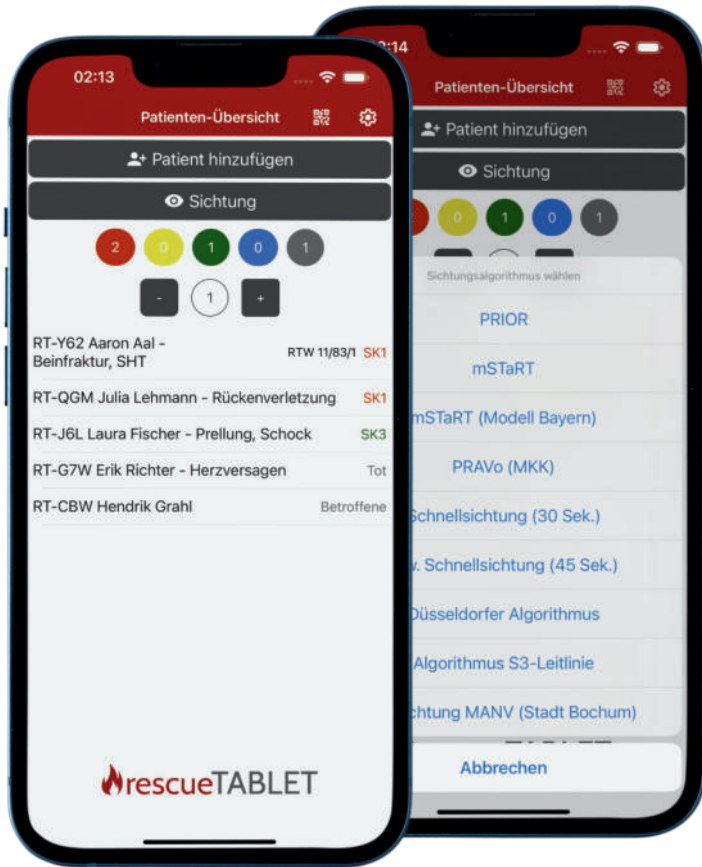 02:13
Patienten-Übersicht
Patient hinzufügen
Sichtung
2 0 1 0 1
- 1 +
RT-Y62 Aaron Aal -
Beinfraktur, SHT
RTW 11/83/1 SK1
RT-QGM Julia Lehmann - Rückenverletzung SK1
RT-J6L Laura Fischer - Prellung, Schock SK3
RT-G7W Erik Richter - Herzversagen Tot
RT-CBW Hendrik Grahl Betroffene
rescueTABLET
:14
Patienten-Übersicht
Patient hinzufügen
Sichtung
0 1 0 1
Sichtungsalgorithmus wählen
PRIOR
mSTaRT
mSTaRT (Modell Bayern)
PRAVo (MKK)
Schnellsichtung (30 Sek.)
. Schnellsichtung (45 Sek.)
Düsseldorfer Algorithmus
Algorithmus S3-Leitlinie
chtung MANV (Stadt Bochum)
Abbrechen